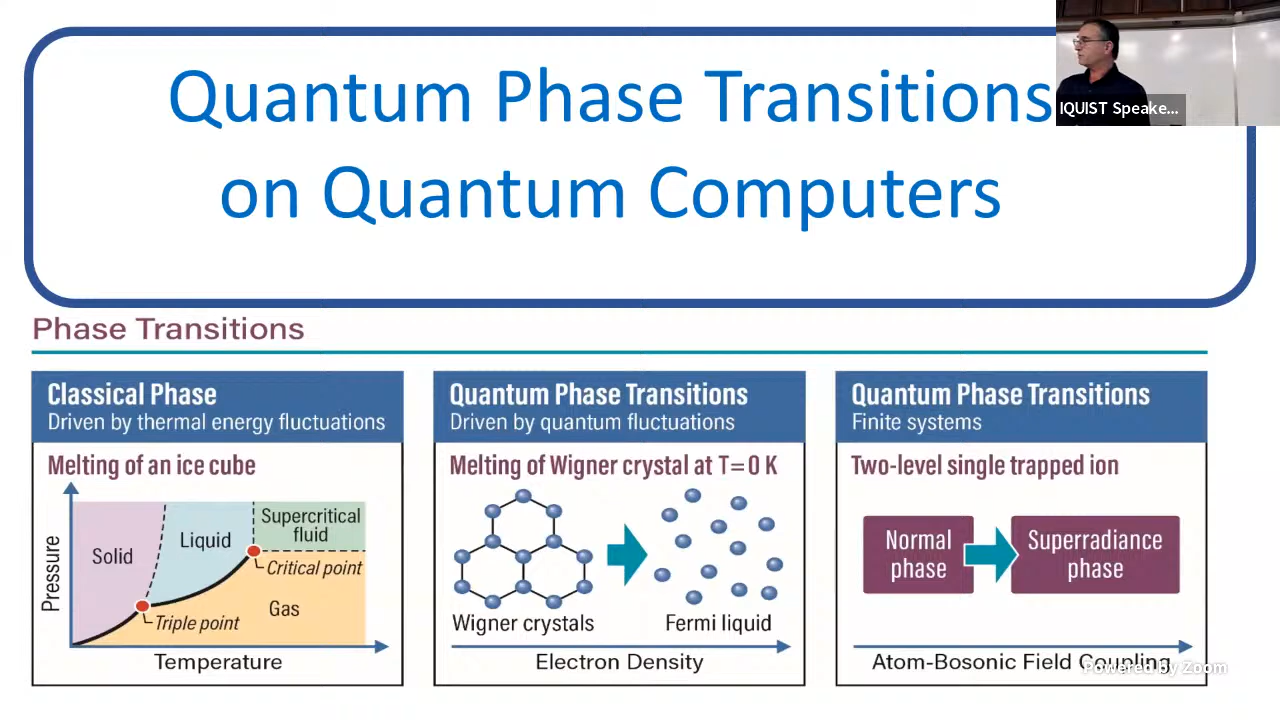 Quantum Phase Transitions
on Quantum Computers
IQUIST Speake...
Phase Transitions
Classical Phase
Driven by thermal energy fluctuations
Melting of an ice cube
Pressure
Solid
Liquid
Supercritical
fluid
Critical point
Gas
Triple point
Temperature
Quantum Phase Transitions
Driven by quantum fluctuations
Melting of Wigner crystal at T=0 K
Wigner crystals
Fermi liquid
Electron Density
Quantum Phase Transitions
Finite systems
Two-level single trapped ion
Normal
phase
Superradiance
phase
Atom-Bosonic Field Coupling
Powered by Zoom